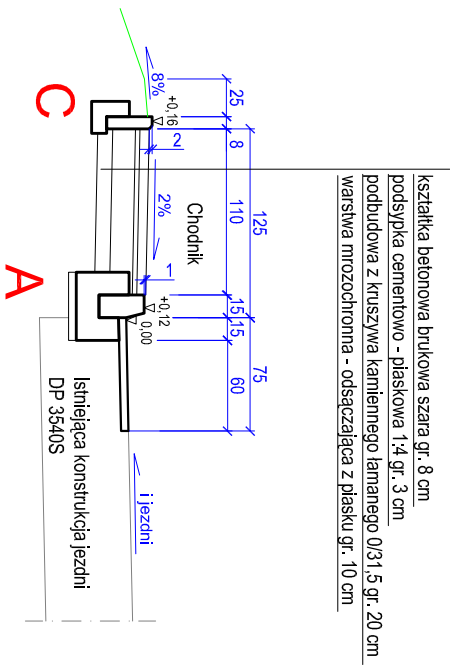 kształtka betonowa brukowa szara gr. 8 cm
podsypka cementowo - piaskowa 1:4 gr. 3 cm
podbudowa z kruszywa kamiennego łamanego 0/31,5 gr. 20 cm
warstwa mrozochronna - odsączająca z piasku gr. 10 cm
125
75
25
8
110
15
15
60
Chodnik
8%
+0,16
2
2%
1
+0,12
0,00
i jezdni
C
A
Istniejąca konstrukcja jezdni
DP 3540S